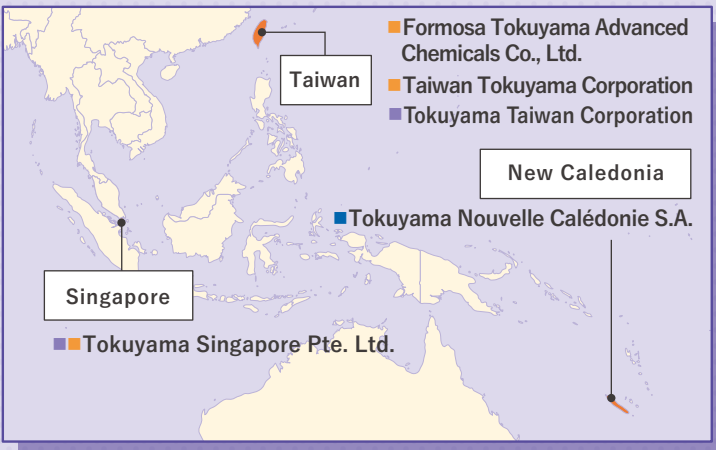 Formosa Tokuyama Advanced
Chemicals Co., Ltd.
Taiwan
Taiwan Tokuyama Corporation
Tokuyama Taiwan Corporation
New Caledonia
Tokuyama Nouvelle Calédonie S.A.
Singapore
Tokuyama Singapore Pte. Ltd.